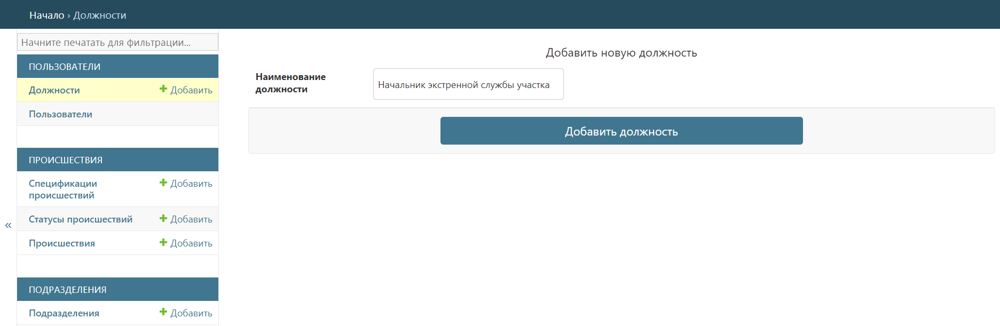 Начало › Должности
Начните печатать для фильтрации...
ПОЛЬЗОВАТЕЛИ
Должности
Добавить
Пользователи
ПРОИСШЕСТВИЯ
Спецификации
происшествий
Добавить
Статусы происшествий
Добавить
Происшествия
Добавить
«
ПОДРАЗДЕЛЕНИЯ
Подразделения
Добавить
Добавить новую должность
Наименование
должности
Начальник экстренной службы участка
Добавить должность